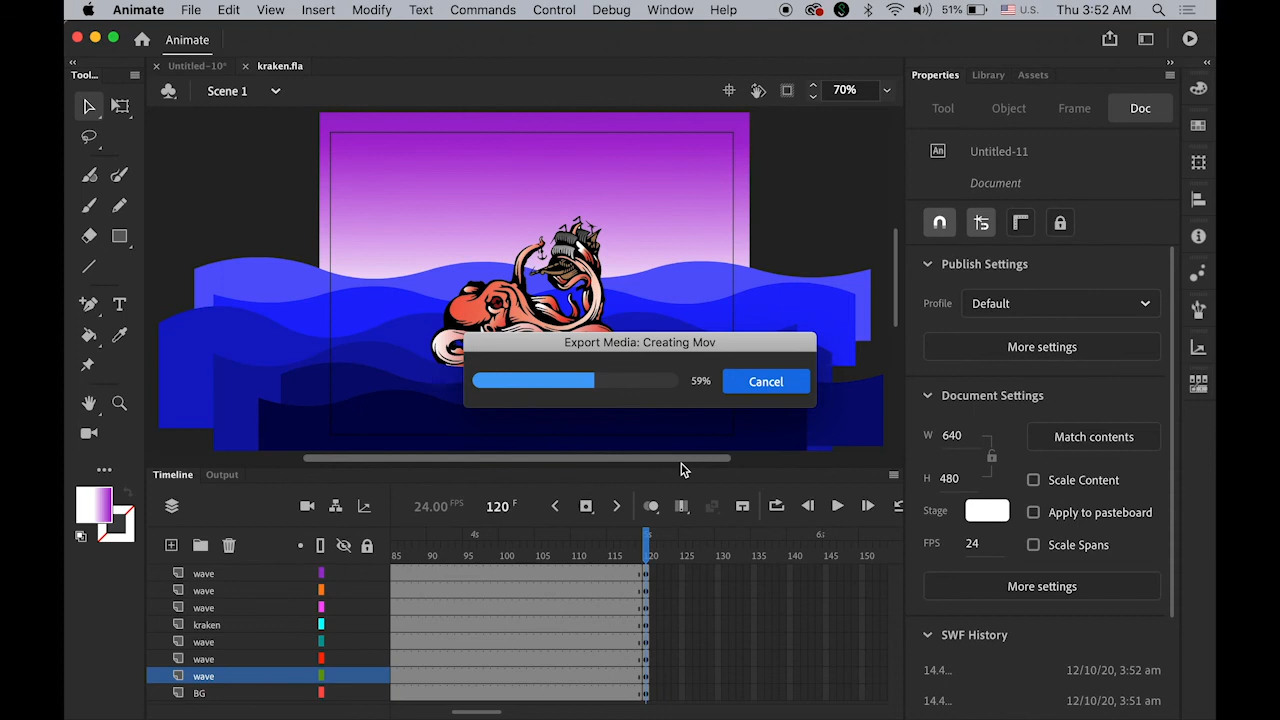 Animate File Edit View Insert Modify Text Commands Control Debug Window Help 51% U.S. Thu 3:52 AM
Animate
Untitled-10* kraken.fla
Tool...
Scene 1 70%
Properties Library Assets
Tool Object Frame Doc
An Untitled-11
Document
Publish Settings
Profile Default
More settings
Document Settings
W 640 Match contents
H 480 Scale Content
Stage Apply to pasteboard
FPS 24 Scale Spans
More settings
SWF History
14.4... 12/10/20, 3:52 am
14.4... 12/10/20, 3:51 am
Export Media: Creating Mov
59% Cancel
T
Timeline Output
24.00 FPS 120 F
4s 5s 6s
85 90 95 100 105 110 115 120 125 130 135 140 145 150
wave
wave
wave
kraken
wave
wave
wave
BG